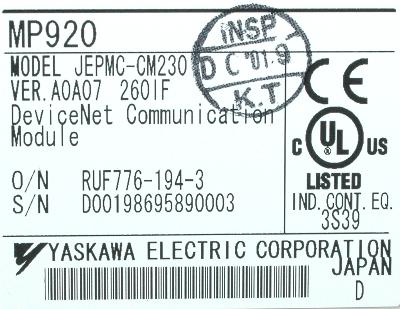 MP920
MODEL JEPMC-CM230
VER.A0A07 260IF
DeviceNet Communication
Module
O/N RUF776-194-3
S/N D00198695890003
iNSP
D C '01.9
K.T
CE
C UL US
LISTED
IND. CONT. EQ.
3S39
YASKAWA ELECTRIC CORPORATION
JAPAN
D